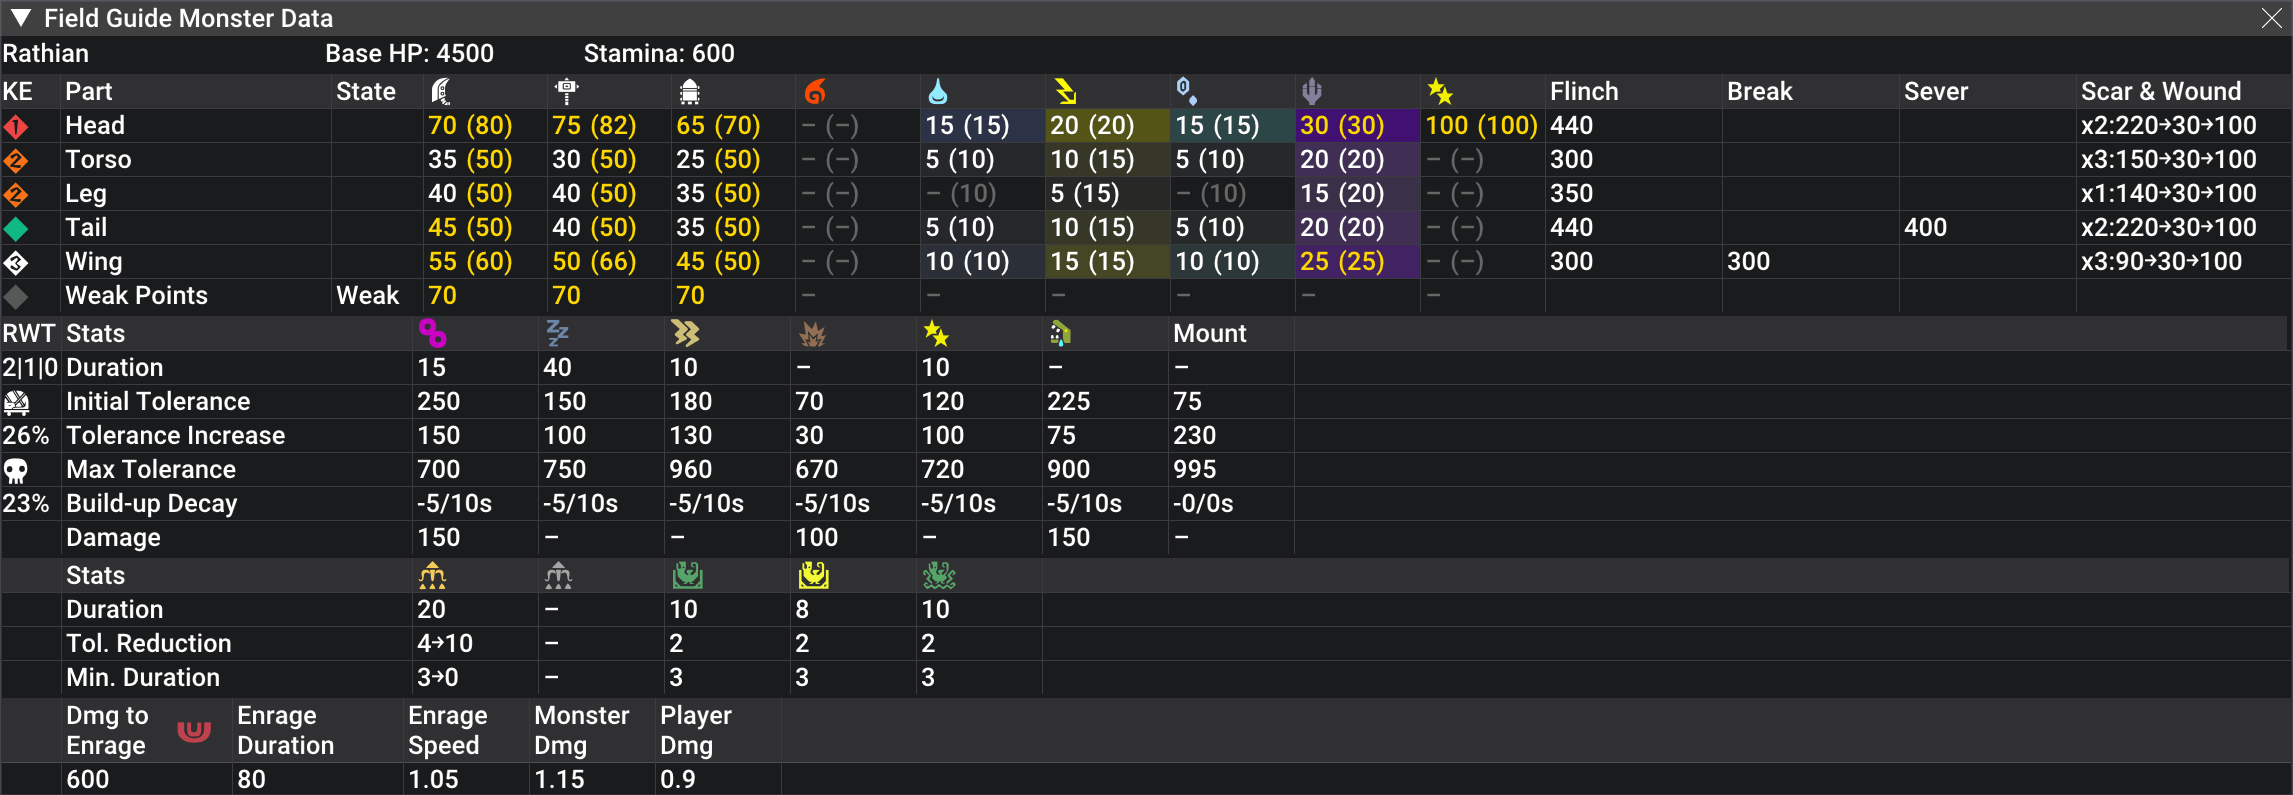 Field Guide Monster Data
Rathian Base HP: 4500 Stamina: 600
KE Part State Flinch Break Sever Scar & Wound
1 Head 70 (80) 75 (82) 65 (70) – (–) 15 (15) 20 (20) 15 (15) 30 (30) 100 (100) 440 x2:220→30→100
2 Torso 35 (50) 30 (50) 25 (50) – (–) 5 (10) 10 (15) 5 (10) 20 (20) – (–) 300 x3:150→30→100
2 Leg 40 (50) 40 (50) 35 (50) – (–) – (10) 5 (15) – (10) 15 (20) – (–) 350 x1:140→30→100
Tail 45 (50) 40 (50) 35 (50) – (–) 5 (10) 10 (15) 5 (10) 20 (20) – (–) 440 400 x2:220→30→100
3 Wing 55 (60) 50 (66) 45 (50) – (–) 10 (10) 15 (15) 10 (10) 25 (25) – (–) 300 300 x3:90→30→100
Weak Points Weak 70 70 70 – – – – – –
RWT Stats Mount
2|1|0 Duration 15 40 10 – 10 – –
Initial Tolerance 250 150 180 70 120 225 75
26% Tolerance Increase 150 100 130 30 100 75 230
Max Tolerance 700 750 960 670 720 900 995
23% Build-up Decay -5/10s -5/10s -5/10s -5/10s -5/10s -5/10s -0/0s
Damage 150 – – 100 – 150 –
Stats
Duration 20 – 10 8 10
Tol. Reduction 4→10 – 2 2 2
Min. Duration 3→0 – 3 3 3
Dmg to Enrage Enrage Duration Enrage Speed Monster Dmg Player Dmg
600 80 1.05 1.15 0.9